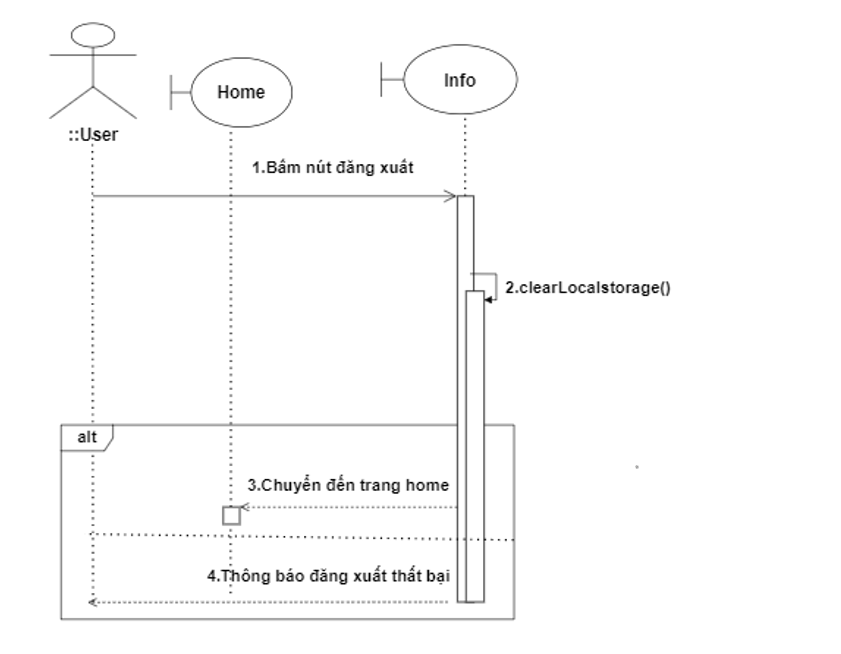 Home
Info
::User
1.Bấm nút đăng xuất
2.clearLocalstorage()
alt
3.Chuyển đến trang home
4.Thông báo đăng xuất thất bại